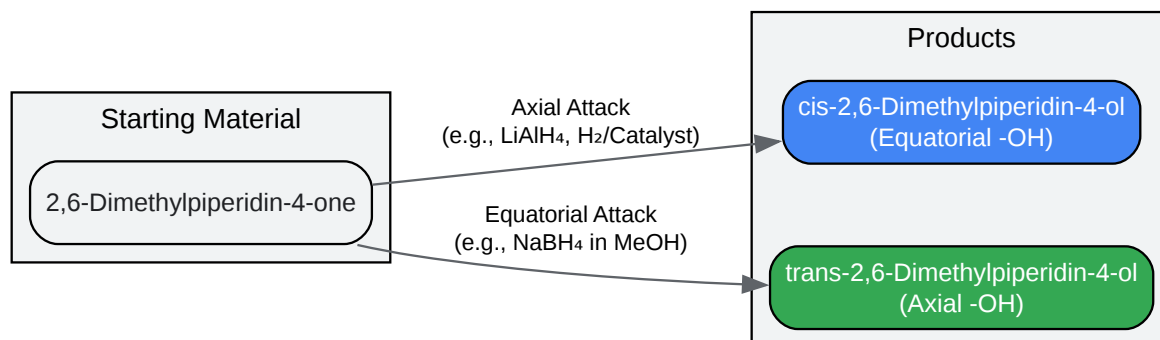 Starting Material
2,6-Dimethylpiperidin-4-one
Axial Attack
(e.g., LiAlH₄, H₂/Catalyst)
Equatorial Attack
(e.g., NaBH₄ in MeOH)
Products
cis-2,6-Dimethylpiperidin-4-ol
(Equatorial -OH)
trans-2,6-Dimethylpiperidin-4-ol
(Axial -OH)